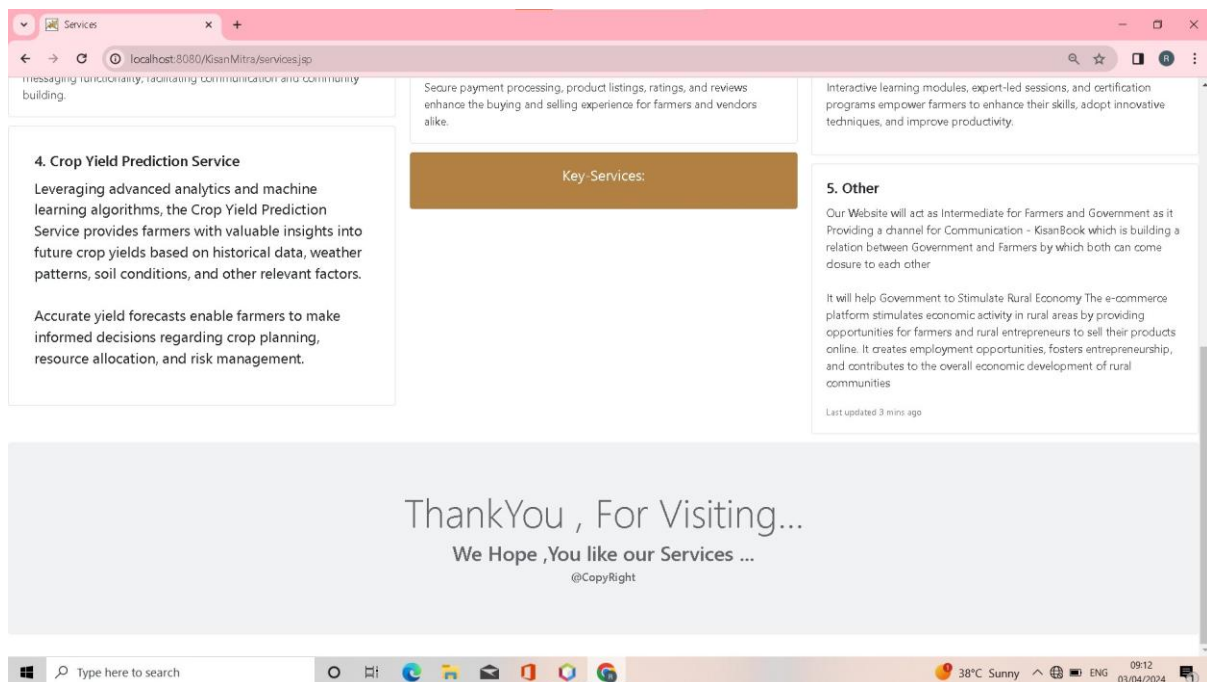 Services
localhost:8080/KisanMitra/services.jsp
messaging functionality, facilitating communication and community
building.
4. Crop Yield Prediction Service
Leveraging advanced analytics and machine
learning algorithms, the Crop Yield Prediction
Service provides farmers with valuable insights into
future crop yields based on historical data, weather
patterns, soil conditions, and other relevant factors.
Accurate yield forecasts enable farmers to make
informed decisions regarding crop planning,
resource allocation, and risk management.
Secure payment processing, product listings, ratings, and reviews
enhance the buying and selling experience for farmers and vendors
alike.
Key-Services:
Interactive learning modules, expert-led sessions, and certification
programs empower farmers to enhance their skills, adopt innovative
techniques, and improve productivity.
5. Other
Our Website will act as Intermediate for Farmers and Government as it
Providing a channel for Communication - KisanBook which is building a
relation between Government and Farmers by which both can come
closure to each other
It will help Government to Stimulate Rural Economy The e-commerce
platform stimulates economic activity in rural areas by providing
opportunities for farmers and rural entrepreneurs to sell their products
online. It creates employment opportunities, fosters entrepreneurship,
and contributes to the overall economic development of rural
communities
Last updated 3 mins ago
ThankYou , For Visiting...
We Hope ,You like our Services ...
@CopyRight
Type here to search
38°C Sunny
ENG
09:12
03/04/2024